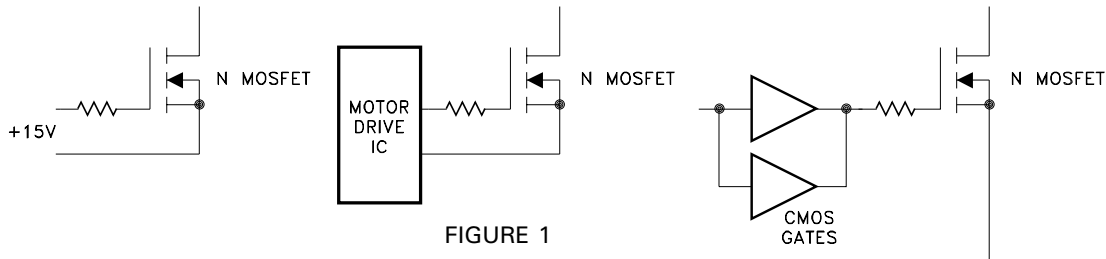 N MOSFET
+15V
MOTOR
DRIVE
IC
N MOSFET
CMOS
GATES
N MOSFET
FIGURE 1